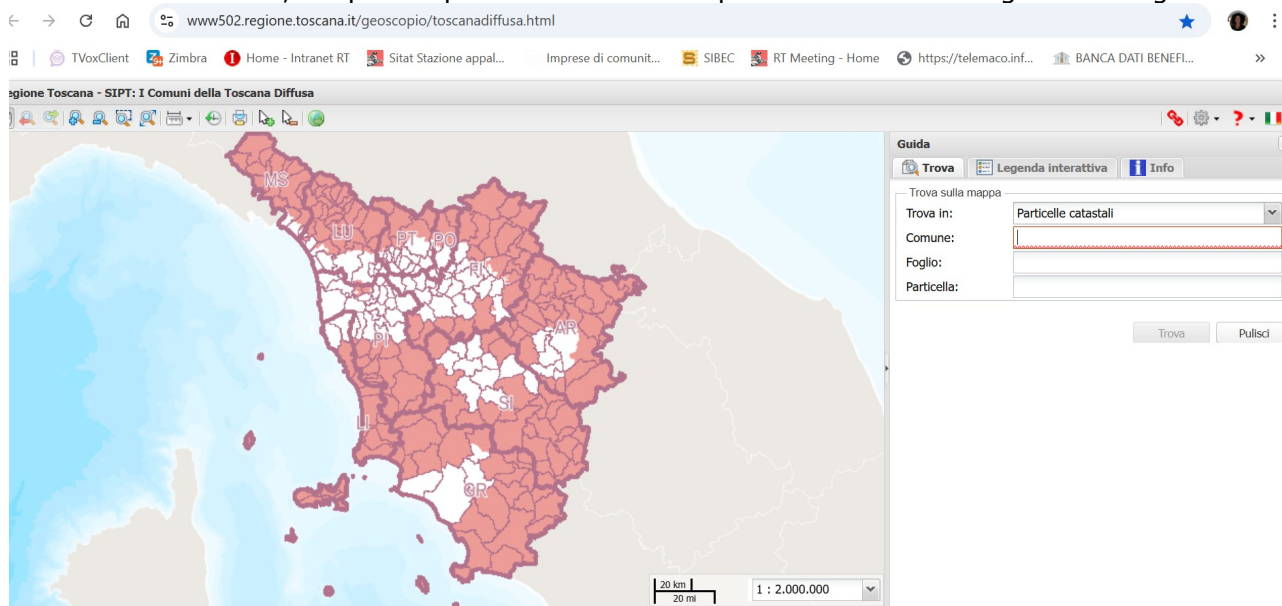 www502.regione.toscana.it/geoscopio/toscanadiffusa.html
TVoxClient Zimbra Home - Intranet RT Sitat Stazione appal... Imprese di comunit... SIBEC RT Meeting - Home https://telemaco.inf... BANCA DATI BENEFI... »
egione Toscana - SIPT: I Comuni della Toscana Diffusa
Guida
Trova Legenda interattiva Info
Trova sulla mappa
Trova in: Particelle catastali
Comune:
Foglio:
Particella:
Trova Pulisci
MS
LU PT PO
FI
AR
PI
SI
LI
GR
20 km
20 mi
1 : 2.000.000